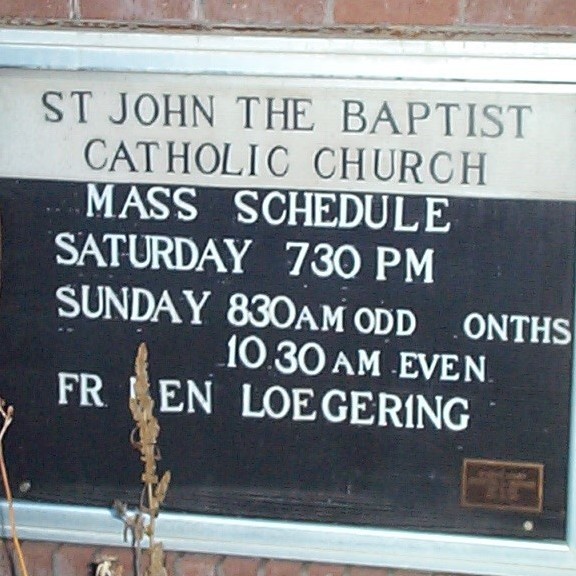 ST JOHN THE BAPTIST
CATHOLIC CHURCH
MASS SCHEDULE
SATURDAY 730 PM
SUNDAY 830AM ODD ONTHS
10 30 AM EVEN
FR EN LOEGER1NG